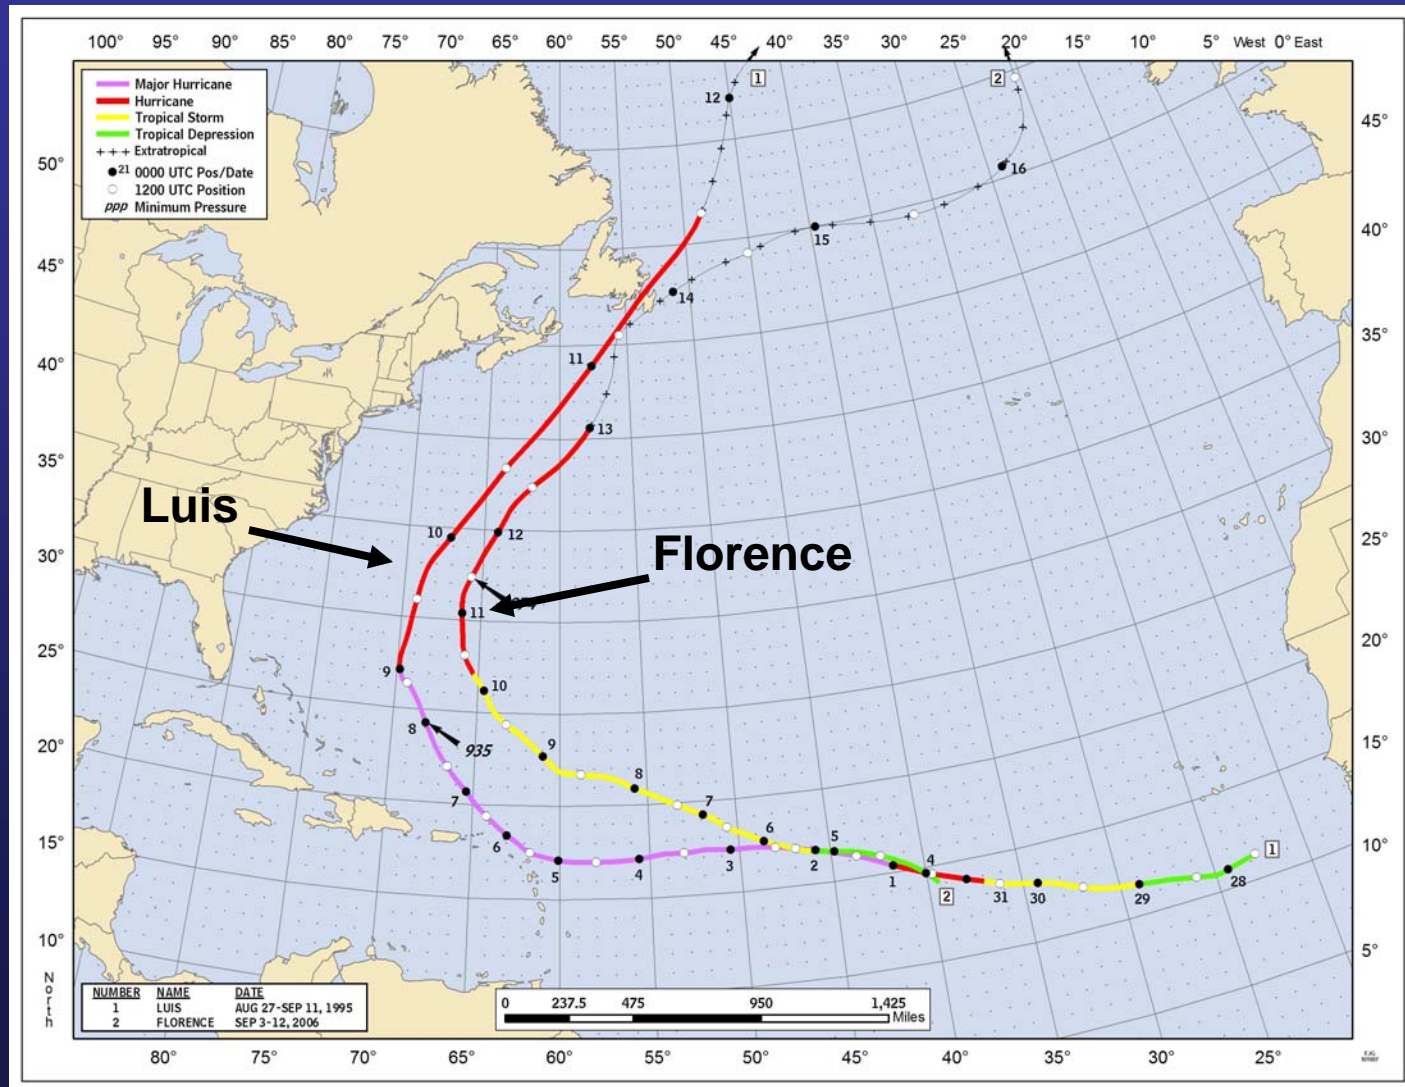 100° 95° 90° 85° 80° 75° 70° 65° 60° 55° 50° 45° 40° 35° 30° 25° 20° 15° 10° 5° West 0° East
Major Hurricane
Hurricane
Tropical Storm
Tropical Depression
+++ Extratropical
21 0000 UTC Pos/Date
1200 UTC Position
ppp Minimum Pressure
50°
45°
40°
35°
30°
25°
20°
15°
10°
North
45°
40°
35°
30°
25°
20°
15°
10°
5°
1
12
2
16
15
14
11
13
Luis
10
12
Florence
11
9
10
8
935
9
8
7
7
6
6
5
5
4
3
2
1
4
2
31
30
29
28
1
NUMBER NAME DATE
1 LUIS AUG 27-SEP 11, 1995
2 FLORENCE SEP 3-12, 2006
0 237.5 475 950 1,425
Miles
80° 75° 70° 65° 60° 55° 50° 45° 40° 35° 30° 25°